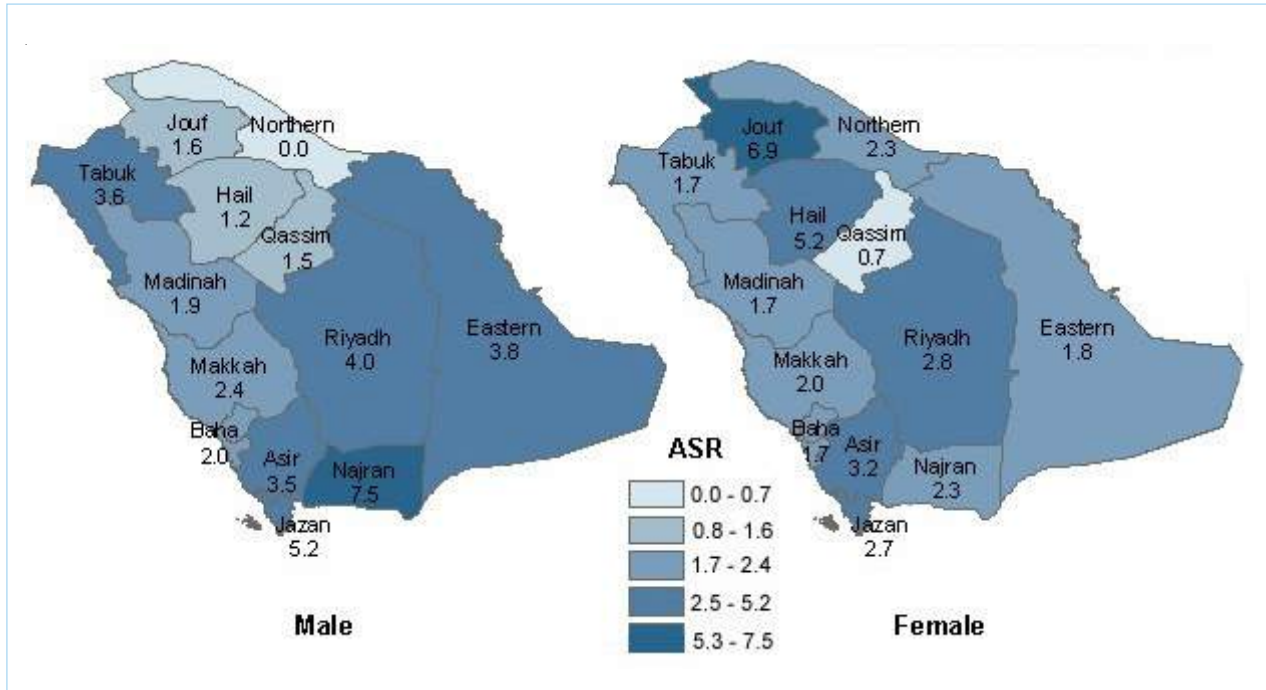 Jouf
1.6
Northern
0.0
Tabuk
3.6
Hail
1.2
Qassim
1.5
Madinah
1.9
Riyadh
4.0
Eastern
3.8
Makkah
2.4
Baha
2.0
Asir
3.5
Najran
7.5
Jazan
5.2
Male
Jouf
6.9
Northern
2.3
Tabuk
1.7
Hail
5.2
Qassim
0.7
Madinah
1.7
Riyadh
2.8
Eastern
1.8
Makkah
2.0
Baha
1.7
Asir
3.2
Najran
2.3
Jazan
2.7
Female
ASR
0.0 - 0.7
0.8 - 1.6
1.7 - 2.4
2.5 - 5.2
5.3 - 7.5